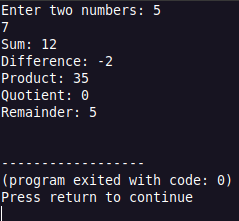 Enter two numbers: 5
7
Sum: 12
Difference: -2
Product: 35
Quotient: 0
Remainder: 5
------------------
(program exited with code: 0)
Press return to continue